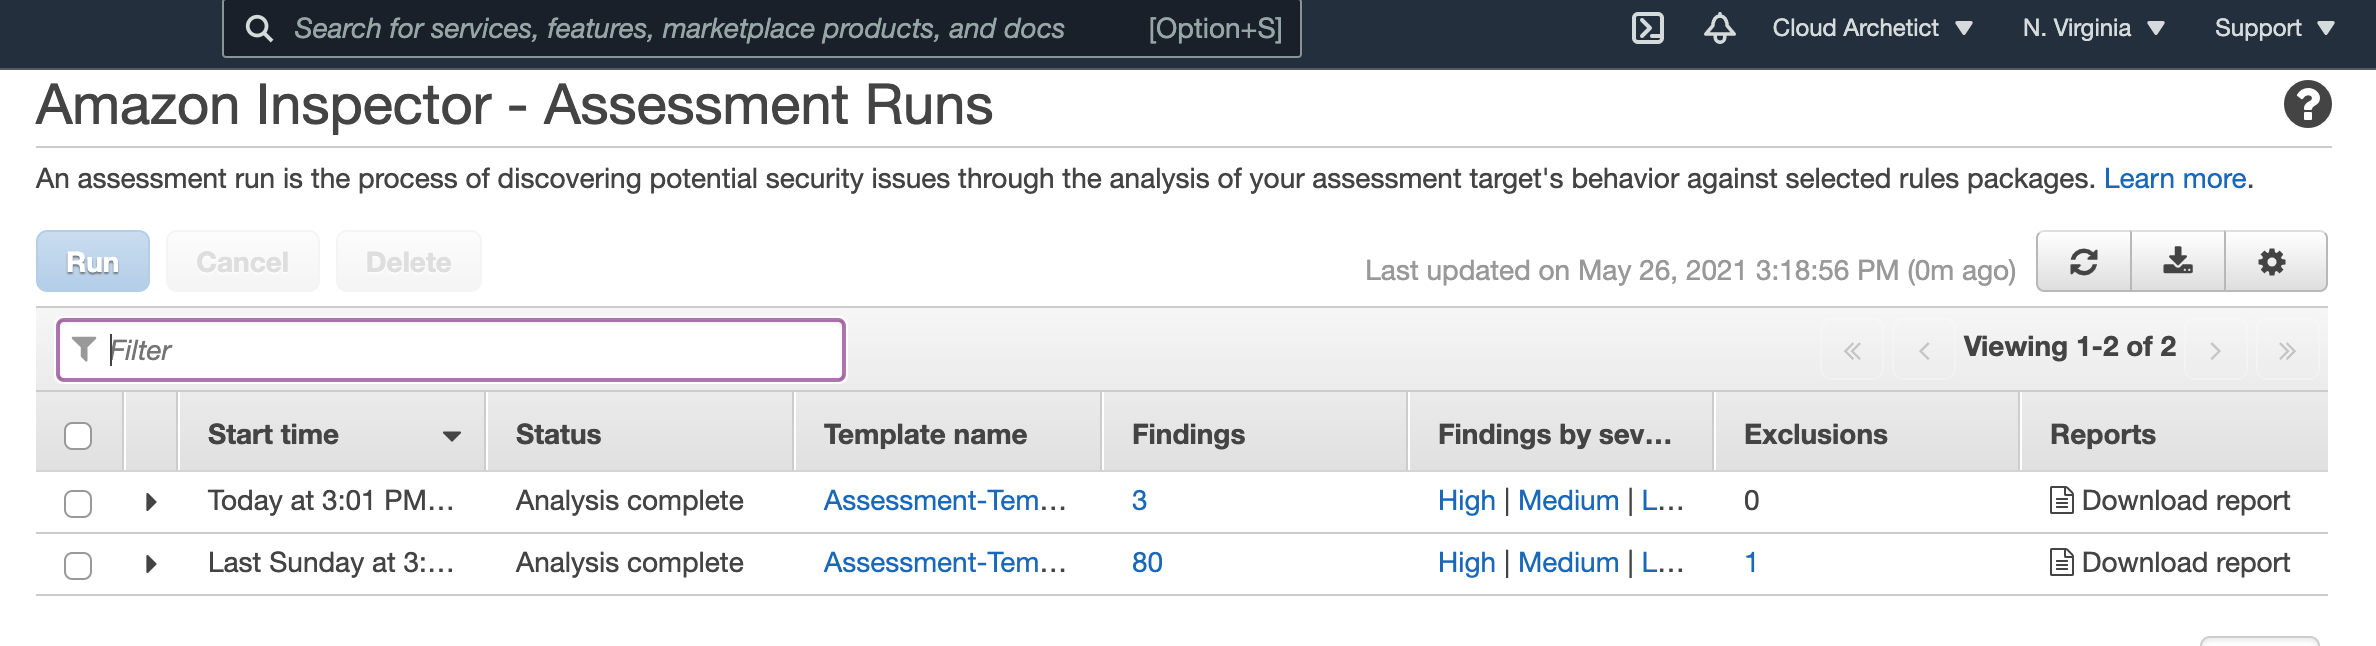 Search for services, features, marketplace products, and docs [Option+S] Cloud Archetict N. Virginia Support
Amazon Inspector - Assessment Runs
An assessment run is the process of discovering potential security issues through the analysis of your assessment target's behavior against selected rules packages. Learn more.
Run Cancel Delete Last updated on May 26, 2021 3:18:56 PM (0m ago)
Filter Viewing 1-2 of 2
Start time Status Template name Findings Findings by sev... Exclusions Reports
Today at 3:01 PM... Analysis complete Assessment-Tem... 3 High | Medium | L... 0 Download report
Last Sunday at 3:... Analysis complete Assessment-Tem... 80 High | Medium | L... 1 Download report